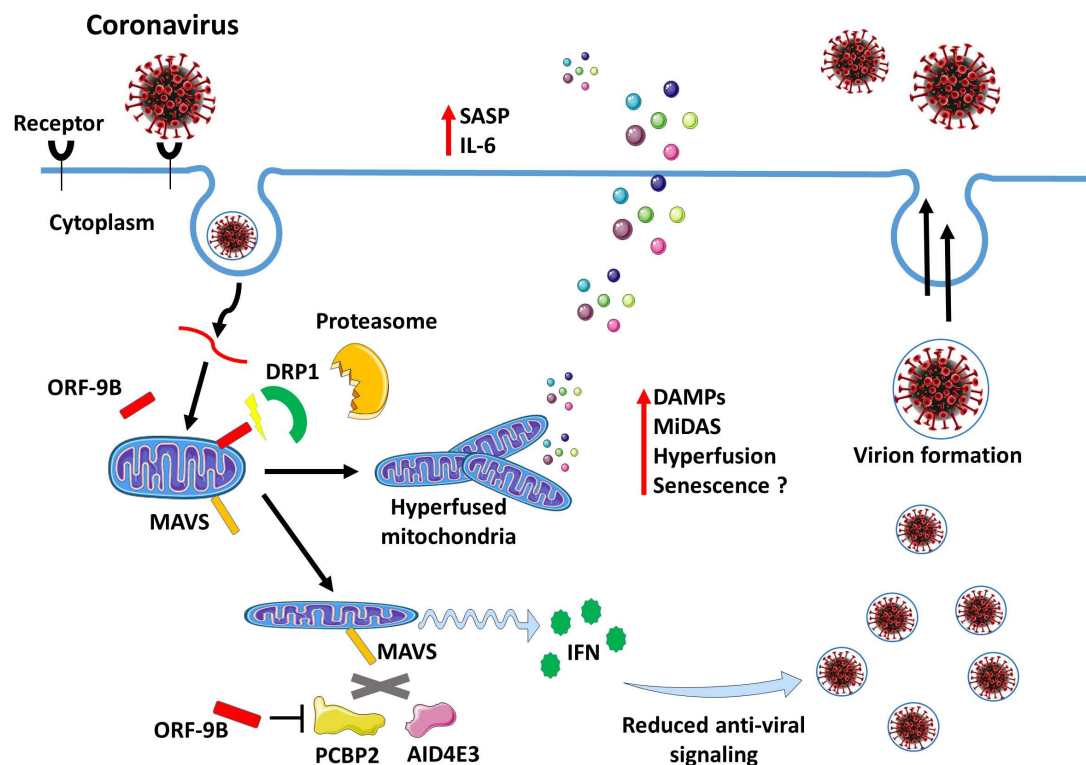 Coronavirus
Receptor
SASP
IL-6
Cytoplasm
Proteasome
DRP1
ORF-9B
MAVS
Hyperfused
mitochondria
DAMPs
MiDAS
Hyperfusion
Senescence ?
Virion formation
MAVS
IFN
ORF-9B
PCBP2
AID4E3
Reduced anti-viral
signaling